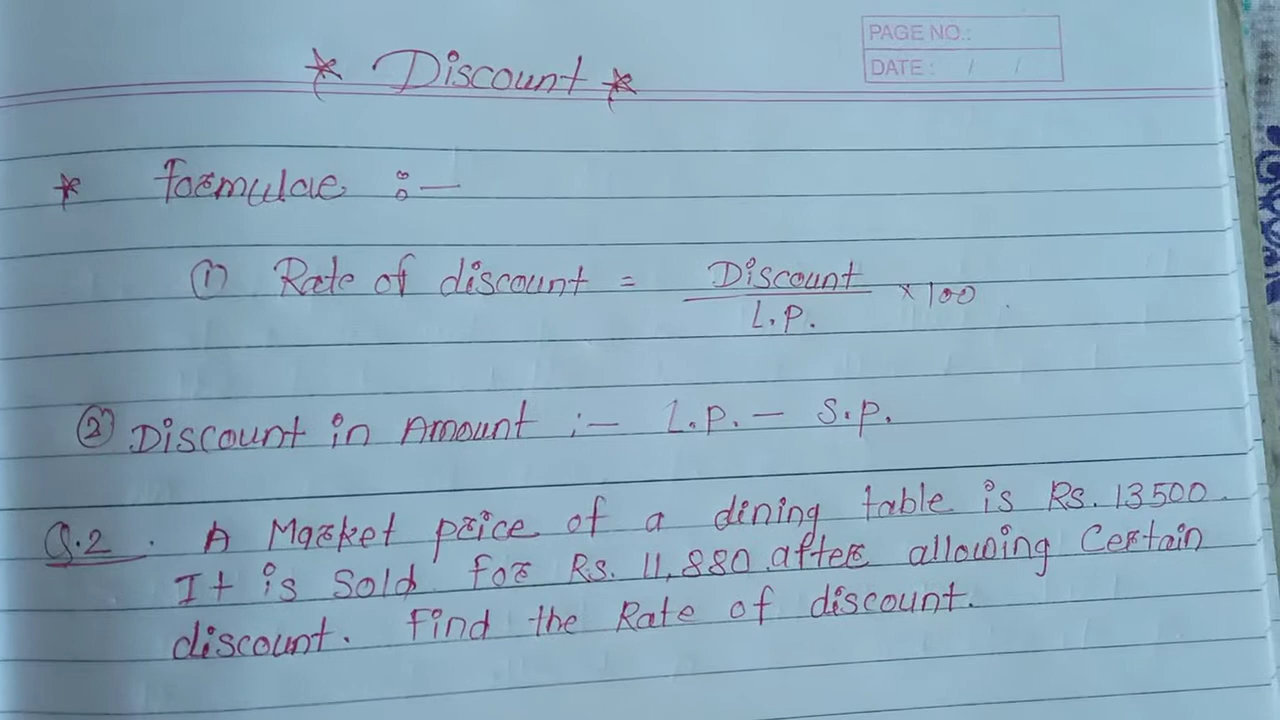 PAGE NO.:
DATE : / /
* Discount *
* Formulae :-
① Rate of discount = Discount / L.P. × 100
② Discount in Amount :- L.P. - S.P.
Q.2. A Market price of a dining table is Rs. 13500.
It is Sold for Rs. 11,880 after allowing Certain
discount. Find the Rate of discount.